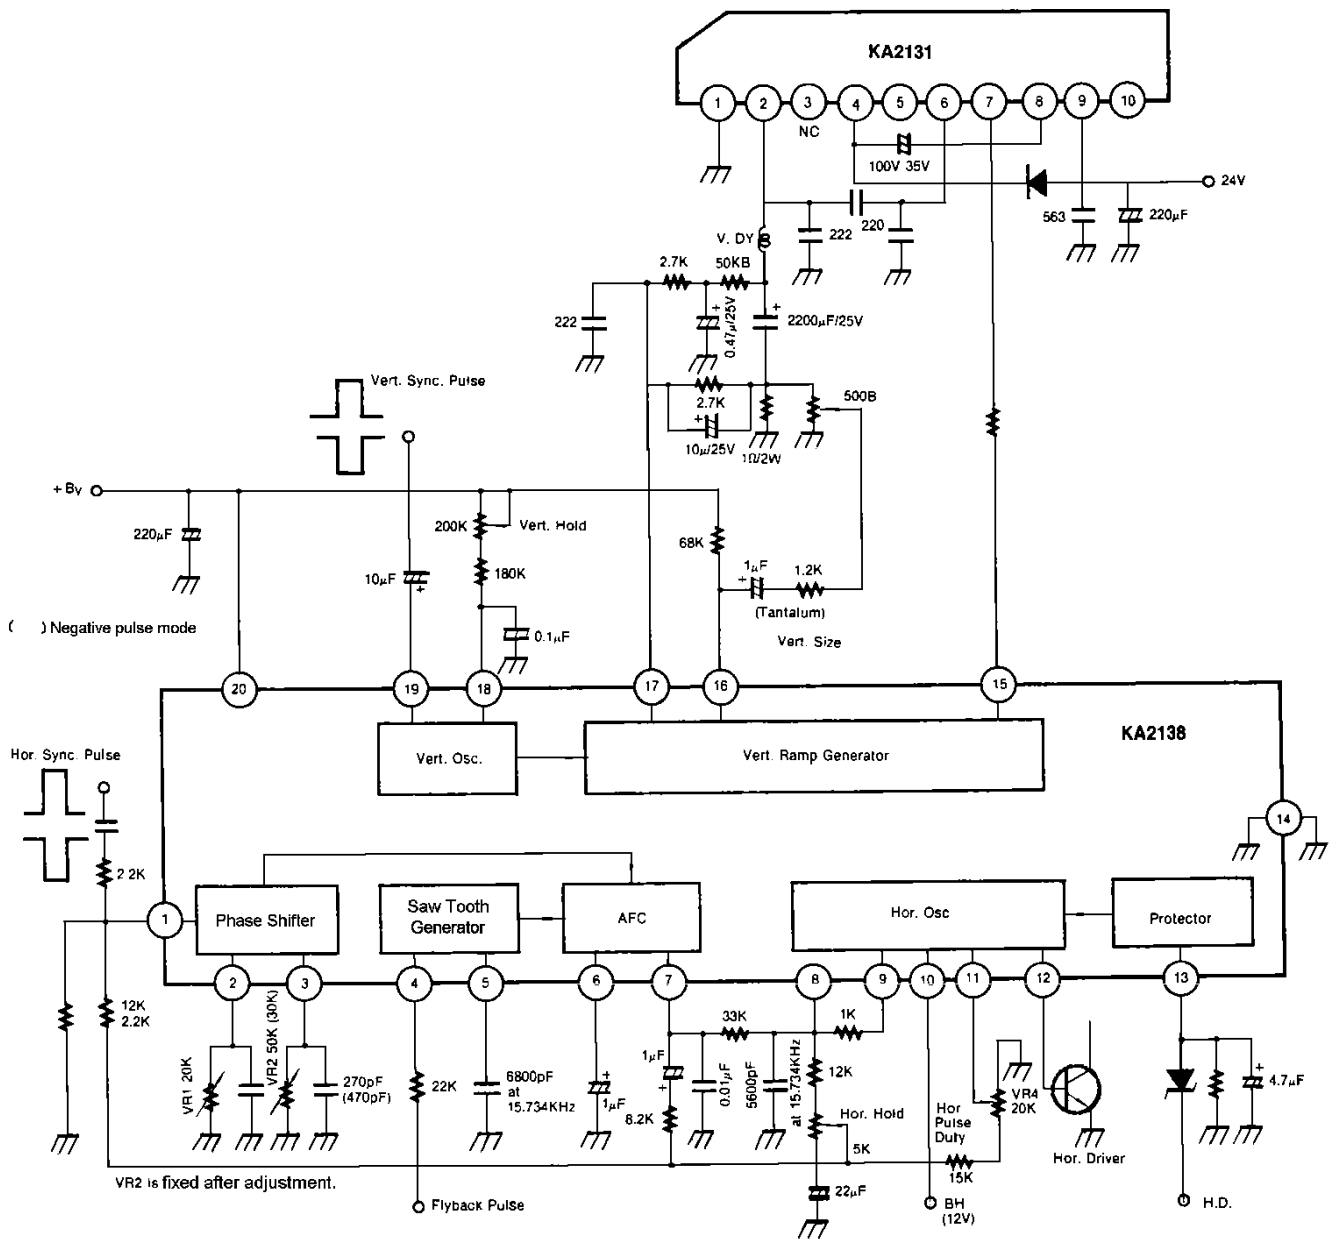 KA2131
1 2 3 4 5 6 7 8 9 10
NC
100V 35V
24V
563
220µF
222
220
V. DY
2.7K
50KB
0.47µ/25V
2200µF/25V
222
Vert. Sync. Pulse
2.7K
500B
10µ/25V
1Ω/2W
+ BV
220µF
200K
Vert. Hold
68K
10µF
180K
1µF
1.2K
(Tantalum)
0.1µF
Vert. Size
( ) Negative pulse mode
20 19 18 17 16 15
KA2138
Vert. Osc.
Vert. Ramp Generator
Hor. Sync. Pulse
14
2.2K
1
Phase Shifter
Saw Tooth
Generator
AFC
Hor. Osc
Protector
2 3 4 5 6 7 8 9 10 11 12 13
12K
2.2K
VR1 20K
VR2 50K (30K)
270pF
(470pF)
22K
6800pF
at
15.734KHz
1µF
1µF
8.2K
0.01µF
33K
5600pF
at 15.734KHz
1K
12K
Hor. Hold
5K
22µF
Hor
Pulse
Duty
15K
VR4
20K
Hor. Driver
4.7µF
VR2 is fixed after adjustment.
Flyback Pulse
BH
(12V)
H.D.